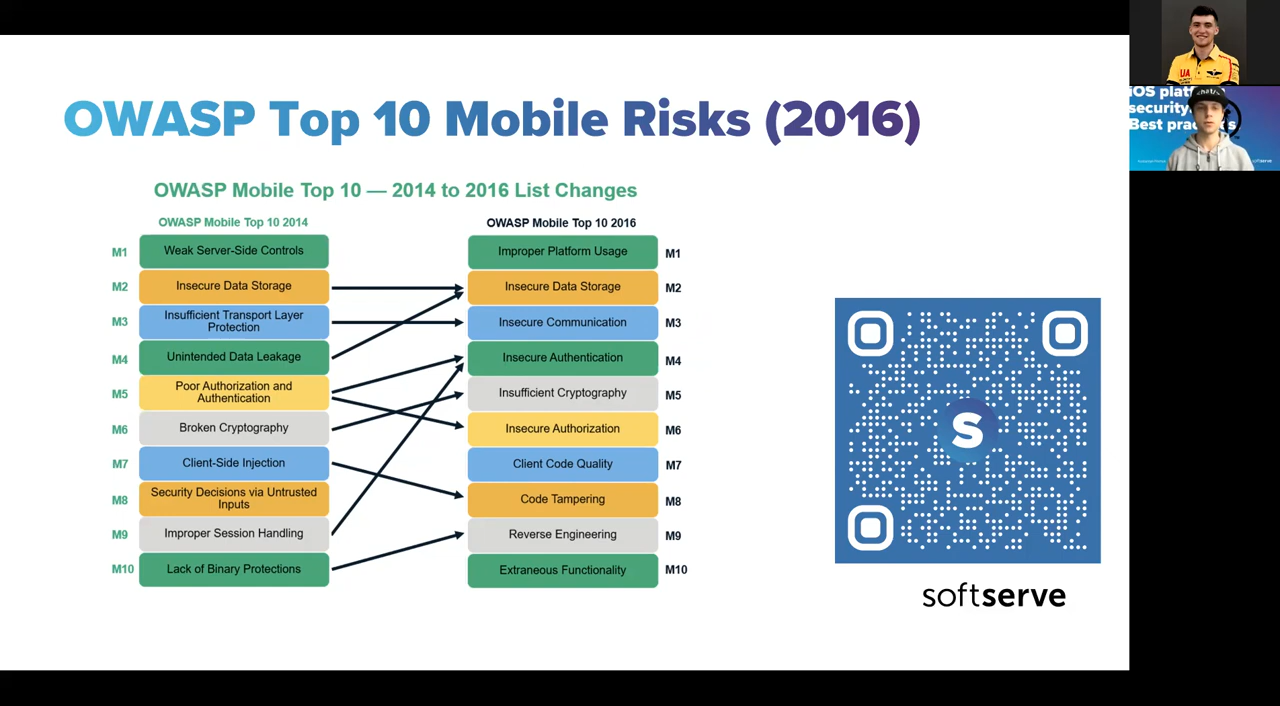 OWASP Top 10 Mobile Risks (2016)
OWASP Mobile Top 10 — 2014 to 2016 List Changes
OWASP Mobile Top 10 2014
M1 Weak Server-Side Controls
M2 Insecure Data Storage
M3 Insufficient Transport Layer
Protection
M4 Unintended Data Leakage
M5 Poor Authorization and
Authentication
M6 Broken Cryptography
M7 Client-Side Injection
M8 Security Decisions via Untrusted
Inputs
M9 Improper Session Handling
M10 Lack of Binary Protections
OWASP Mobile Top 10 2016
Improper Platform Usage M1
Insecure Data Storage M2
Insecure Communication M3
Insecure Authentication M4
Insufficient Cryptography M5
Insecure Authorization M6
Client Code Quality M7
Code Tampering M8
Reverse Engineering M9
Extraneous Functionality M10
S
softserve
UA
iOS platf
security
Best prac s